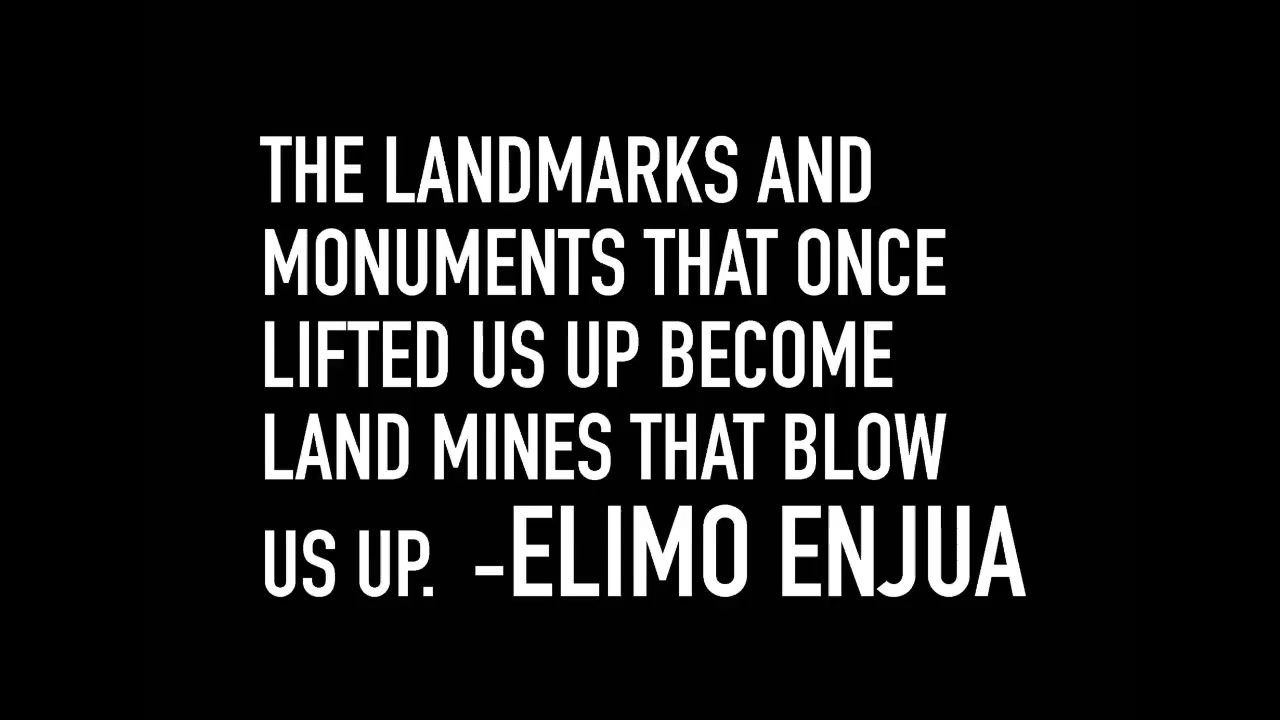 THE LANDMARKS AND
MONUMENTS THAT ONCE
LIFTED US UP BECOME
LAND MINES THAT BLOW
US UP. -ELIMO ENJUA